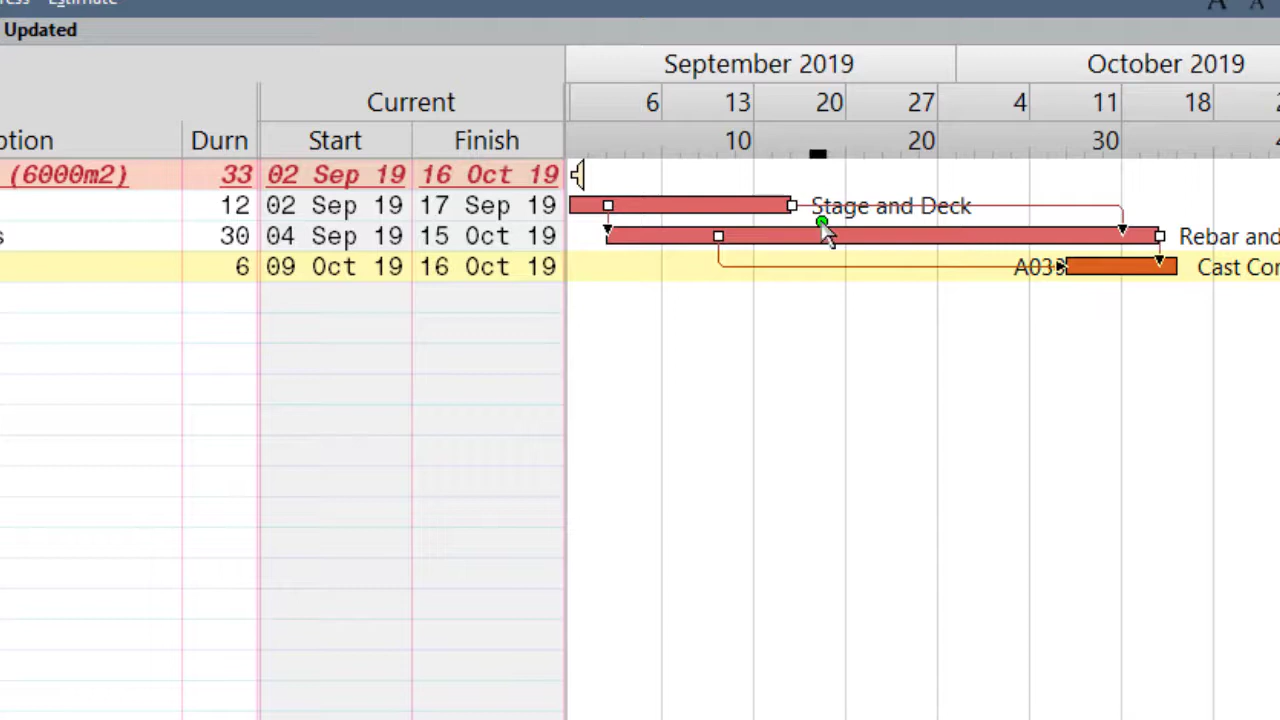 Estimate
A A
Updated
September 2019 October 2019
Current 6 13 20 27 4 11 18
Durn Start Finish 10 20 30
(6000m2) 33 02 Sep 19 16 Oct 19
12 02 Sep 19 17 Sep 19 Stage and Deck
s 30 04 Sep 19 15 Oct 19 Rebar and
6 09 Oct 19 16 Oct 19 Cast